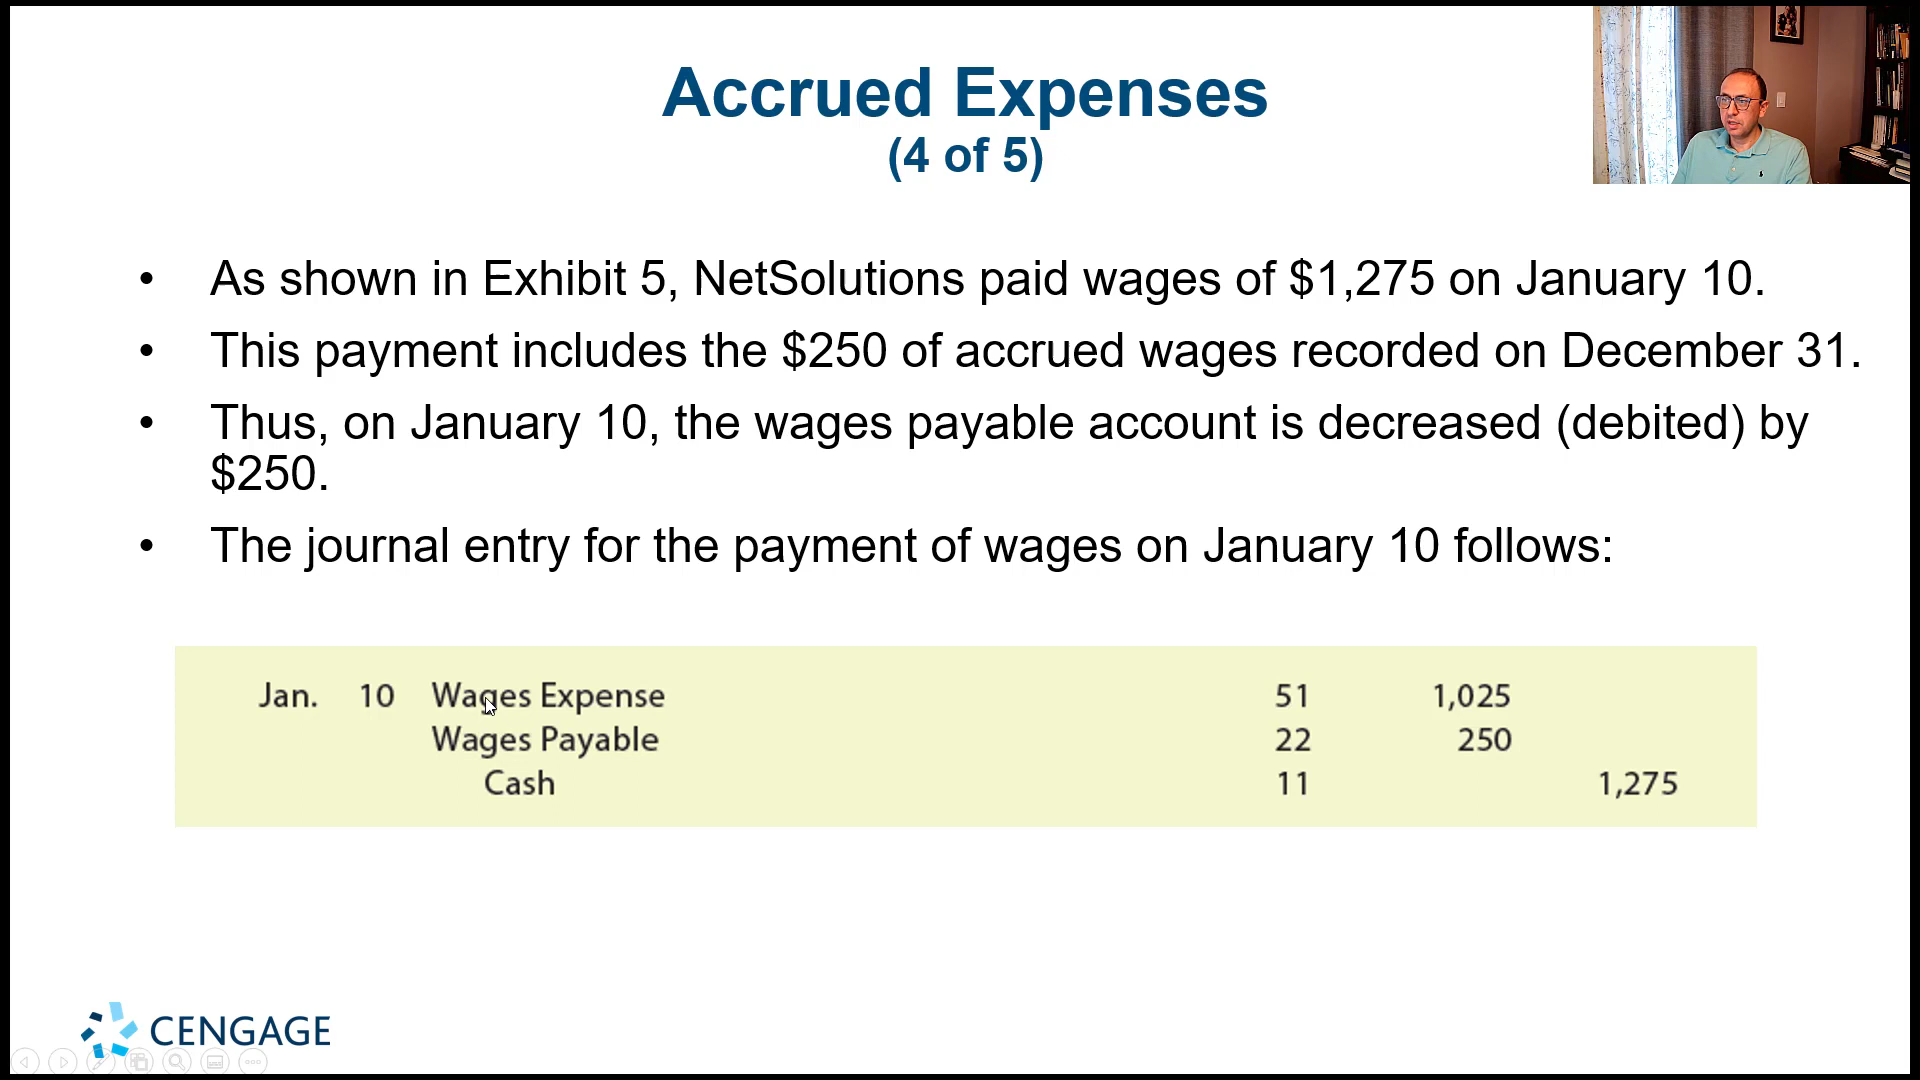 Accrued Expenses
(4 of 5)
• As shown in Exhibit 5, NetSolutions paid wages of $1,275 on January 10.
• This payment includes the $250 of accrued wages recorded on December 31.
• Thus, on January 10, the wages payable account is decreased (debited) by
$250.
• The journal entry for the payment of wages on January 10 follows:
Jan. 10 Wages Expense 51 1,025
Wages Payable 22 250
Cash 11 1,275
CENGAGE